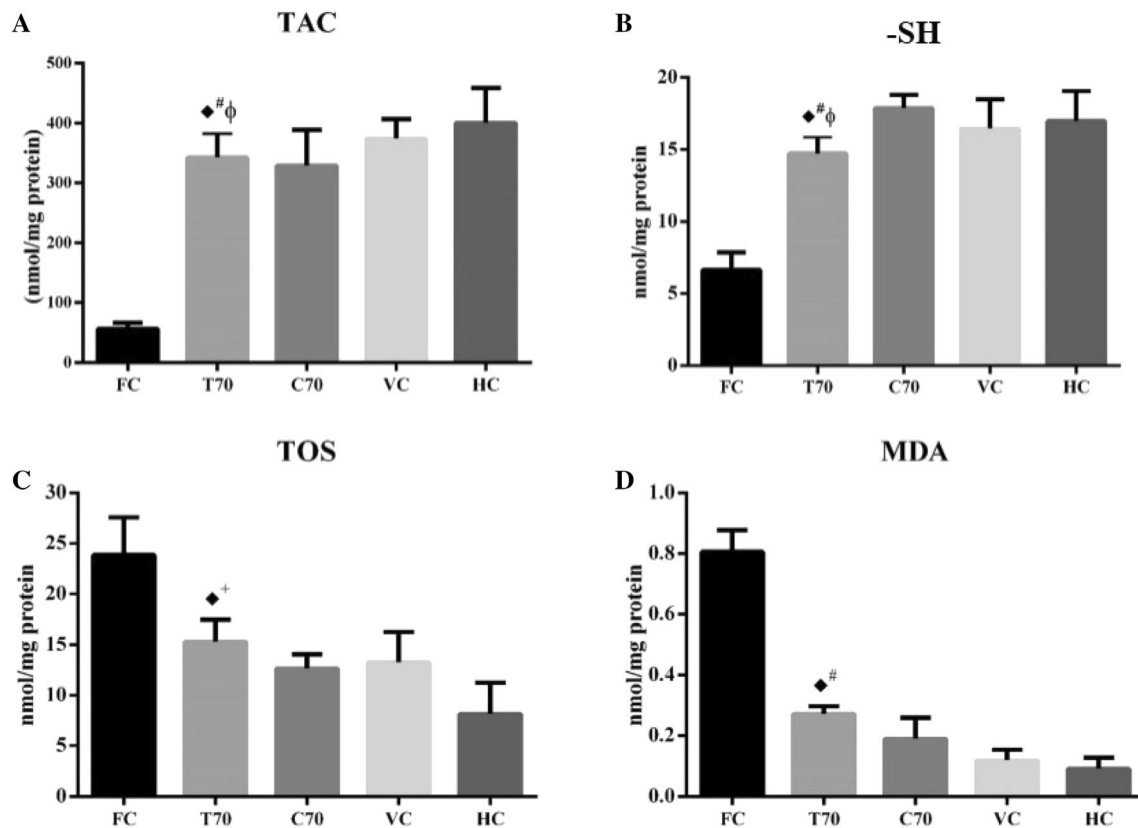 A
TAC
(nmol/mg protein)
500
400
300
200
100
0
◆#ϕ
FC T70 C70 VC HC
B
-SH
nmol/mg protein
20
15
10
5
0
◆#ϕ
FC T70 C70 VC HC
C
TOS
nmol/mg protein
30
25
20
15
10
5
0
◆+
FC T70 C70 VC HC
D
MDA
nmol/mg protein
1.0
0.8
0.6
0.4
0.2
0.0
◆#
FC T70 C70 VC HC